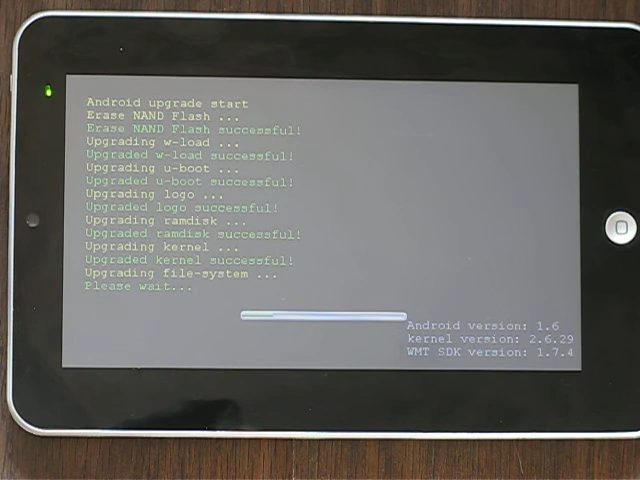 Android upgrade start
Erase NAND Flash ...
Erase NAND Flash successful!
Upgrading w-load ...
Upgraded w-load successful!
Upgrading u-boot ...
Upgraded u-boot successful!
Upgrading logo ...
Upgraded logo successful!
Upgrading ramdisk ...
Upgraded ramdisk successful!
Upgrading kernel ...
Upgraded kernel successful!
Upgrading file-system ...
Please wait...
Android version: 1.6
kernel version: 2.6.29
WMT SDK version: 1.7.4